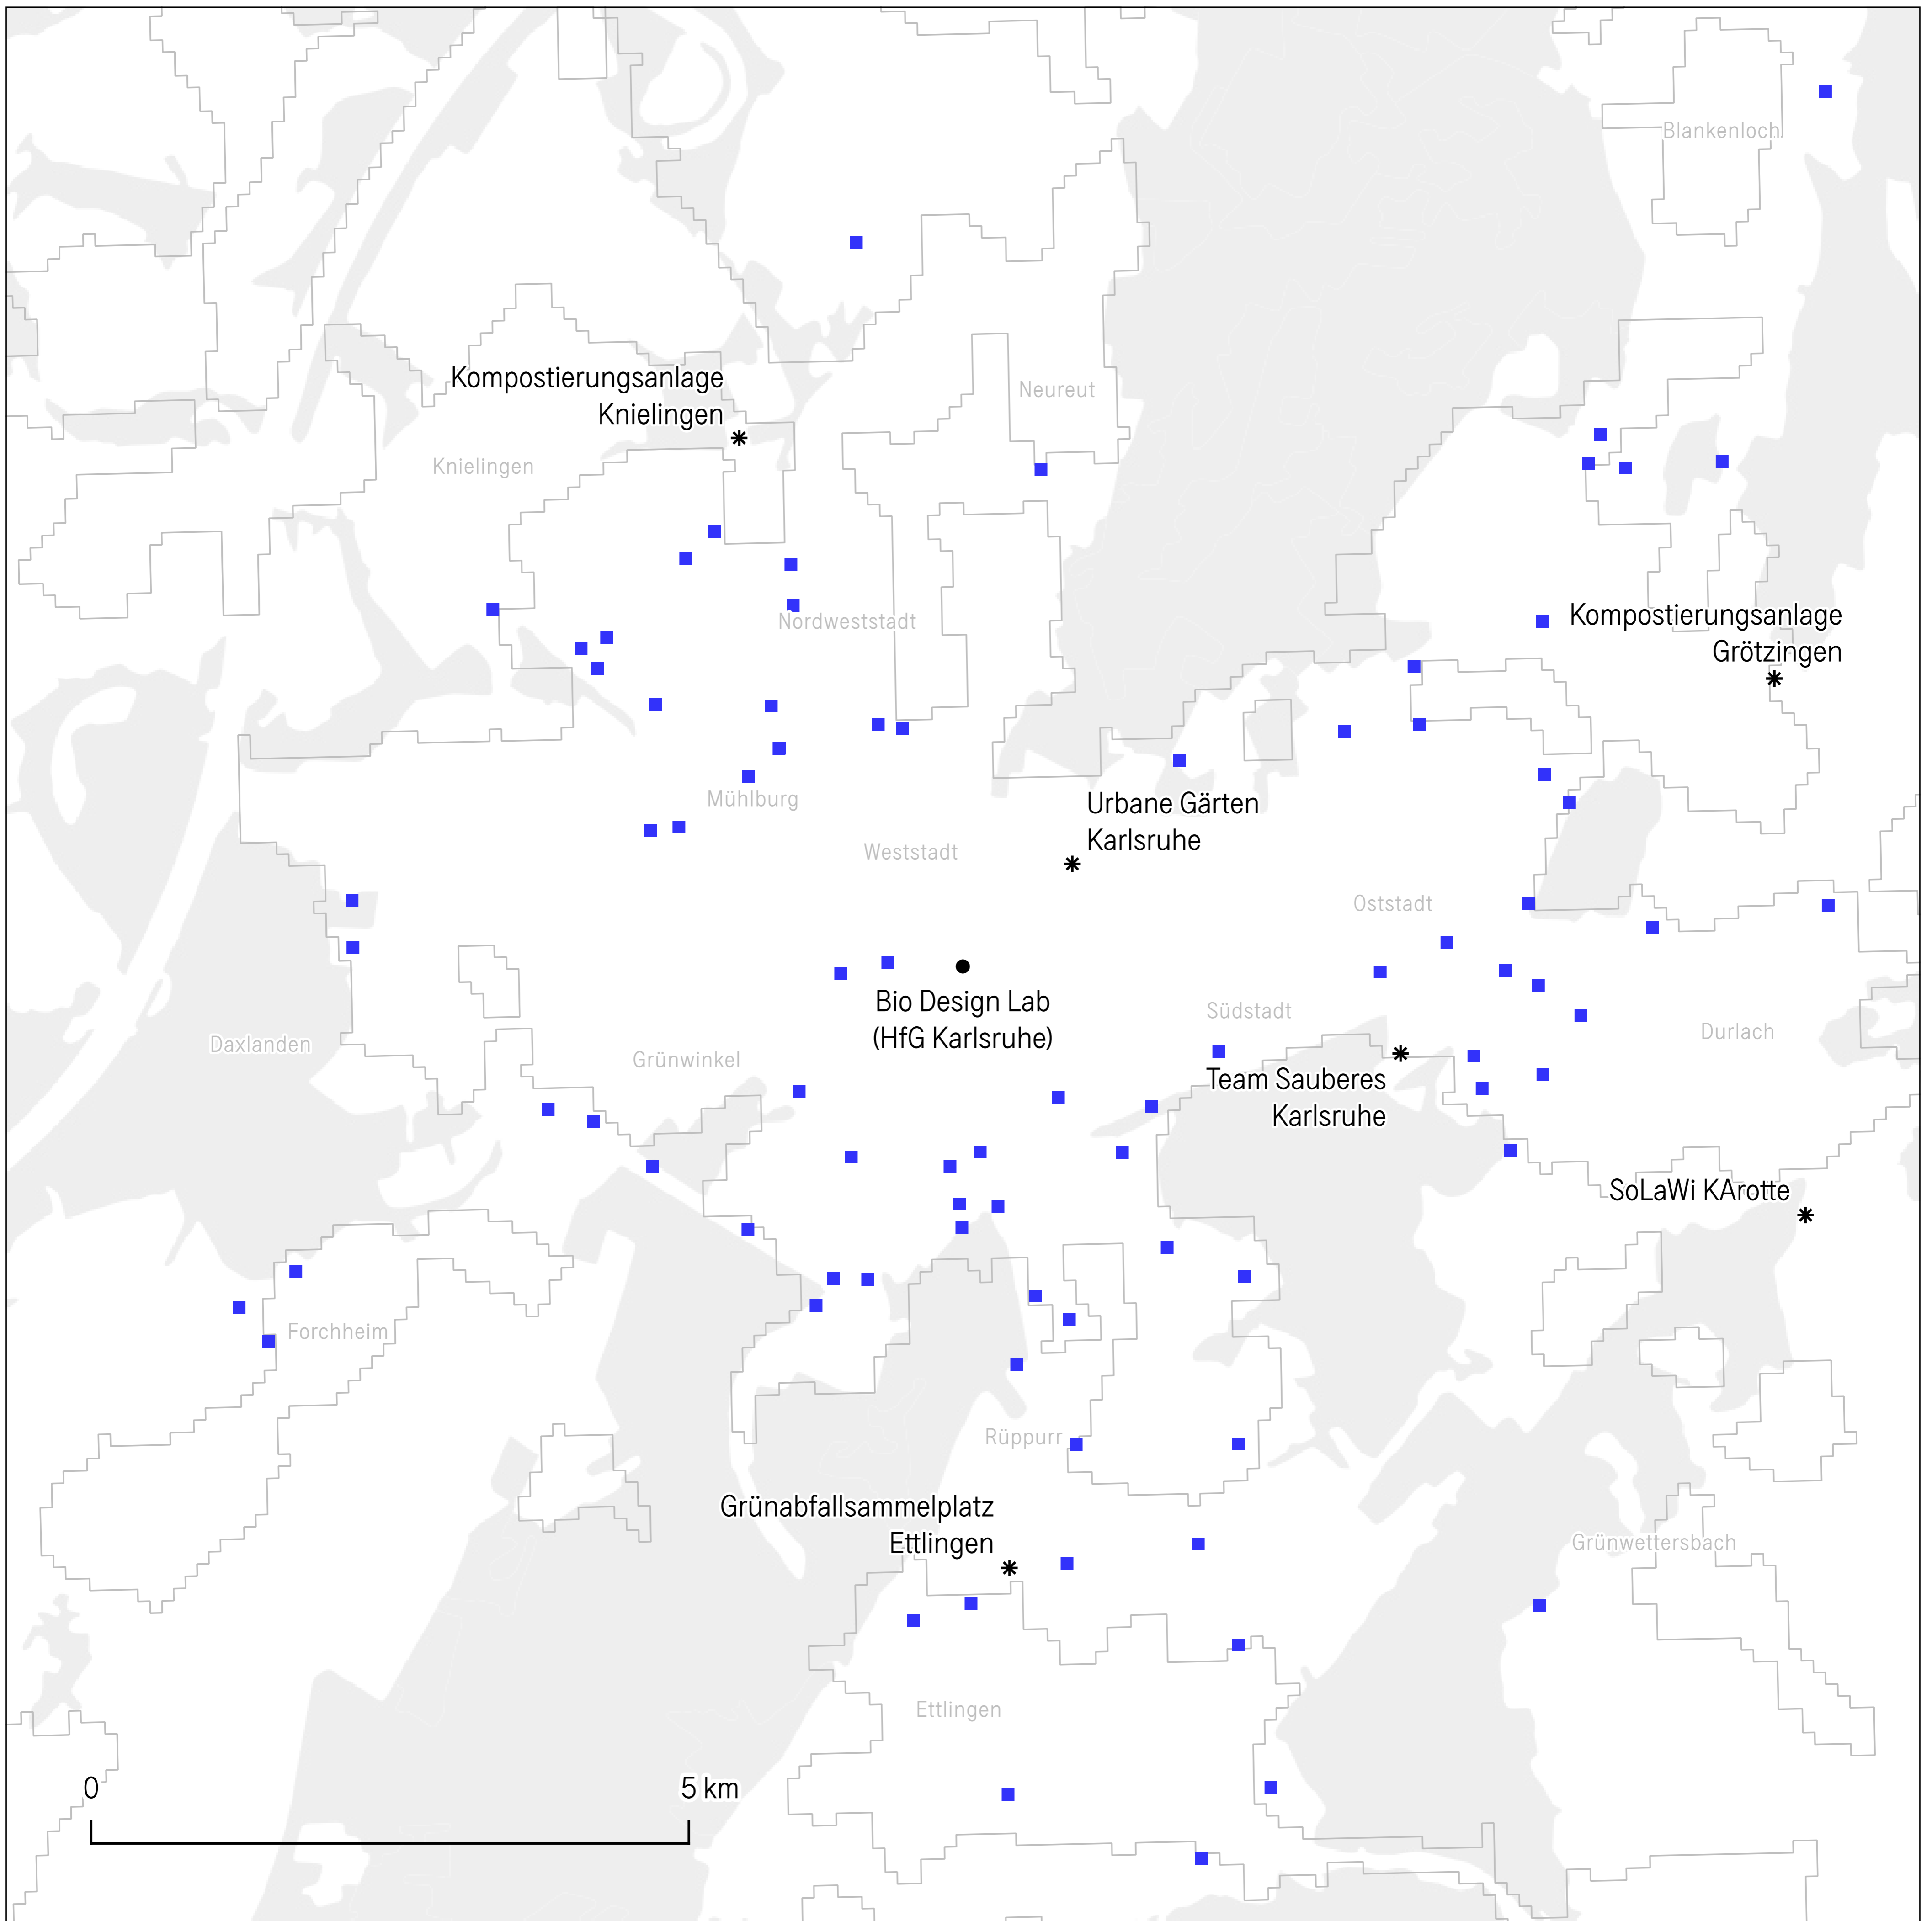 Blankenloch
Kompostierungsanlage
Knielingen
Neureut
Knielingen
Nordweststadt
Kompostierungsanlage
Grötzingen
Mühlburg
Urbane Gärten
Karlsruhe
Weststadt
Oststadt
Bio Design Lab
(HfG Karlsruhe)
Südstadt
Durlach
Daxlanden
Grünwinkel
Team Sauberes
Karlsruhe
SoLaWi KArotte
Forchheim
Rüppurr
Grünabfallsammelplatz
Ettlingen
Grünwettersbach
Ettlingen
0 5 km